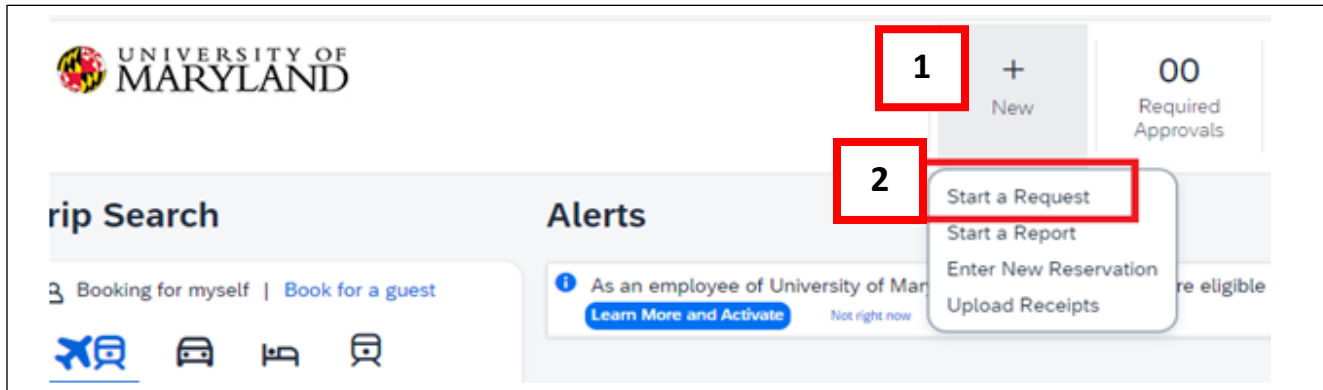 UNIVERSITY OF
MARYLAND
1
+
New
00
Required
Approvals
2
Start a Request
Start a Report
Enter New Reservation
Upload Receipts
rip Search
Alerts
Booking for myself | Book for a guest
As an employee of University of Mar
re eligible
Learn More and Activate
Not right now